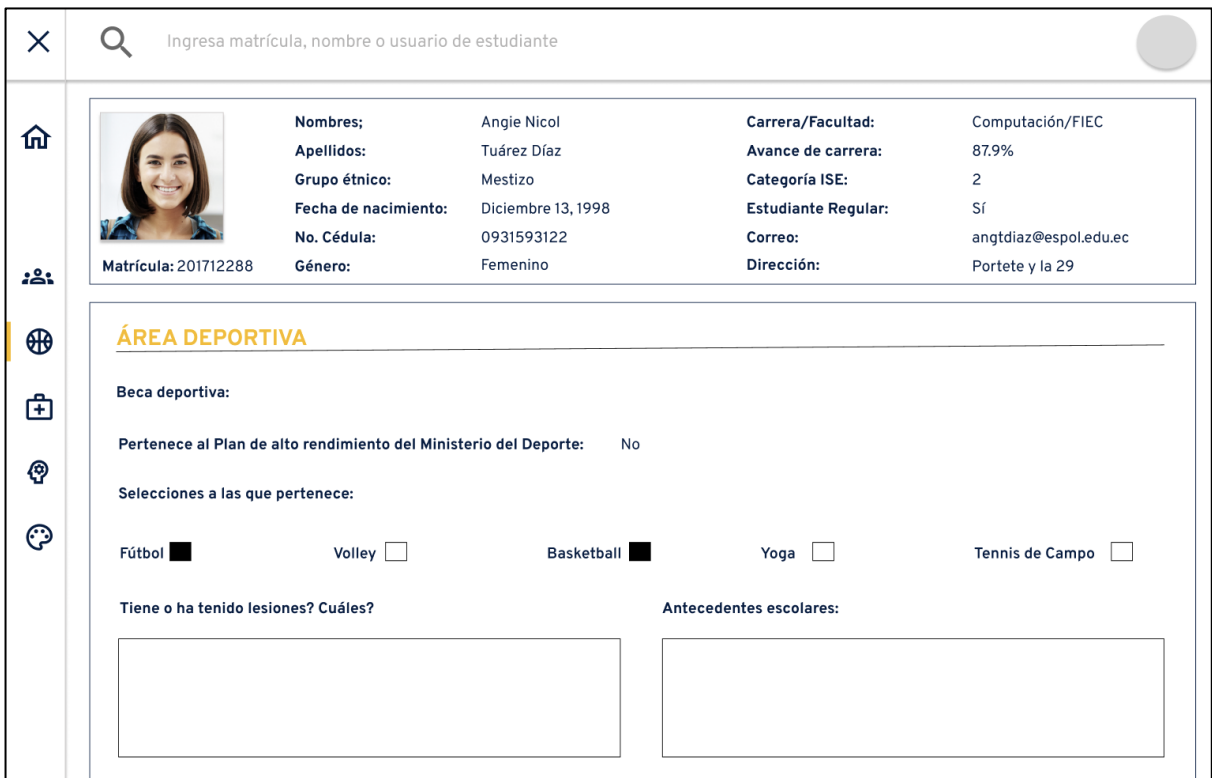 Ingresa matrícula, nombre o usuario de estudiante
Nombres; Angie Nicol Carrera/Facultad: Computación/FIEC
Apellidos: Tuárez Díaz Avance de carrera: 87.9%
Grupo étnico: Mestizo Categoría ISE: 2
Fecha de nacimiento: Diciembre 13, 1998 Estudiante Regular: Sí
No. Cédula: 0931593122 Correo: angtdiaz@espol.edu.ec
Matrícula: 201712288 Género: Femenino Dirección: Portete y la 29
ÁREA DEPORTIVA
Beca deportiva:
Pertenece al Plan de alto rendimiento del Ministerio del Deporte: No
Selecciones a las que pertenece:
Fútbol Volley Basketball Yoga Tennis de Campo
Tiene o ha tenido lesiones? Cuáles? Antecedentes escolares: